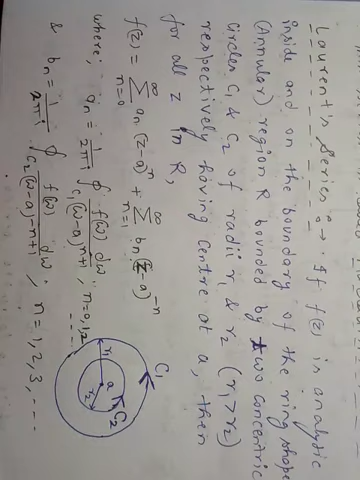 Laurent's Series:→ If f(z) is analytic
inside and on the boundary of the ring shape
(Annular) region R bounded by two concentric
circles C₁ & C₂ of radii r₁ & r₂ (r₁>r₂)
respectively having centre at a, then
for all z in R,
f(z) = ∑_{n=0}^{∞} aₙ (z-a)ⁿ + ∑_{n=1}^{∞} bₙ (z-a)⁻ⁿ
where; aₙ = 1/2πi ∮_{C₁} f(w) dw/(w-a)^{n+1}; n=0,1,2,....
& bₙ = 1/2πi ∮_{C₂} f(w) dw/(w-a)^{-n+1}; n=1,2,3,....
C₁
C₂
a
r₁
r₂